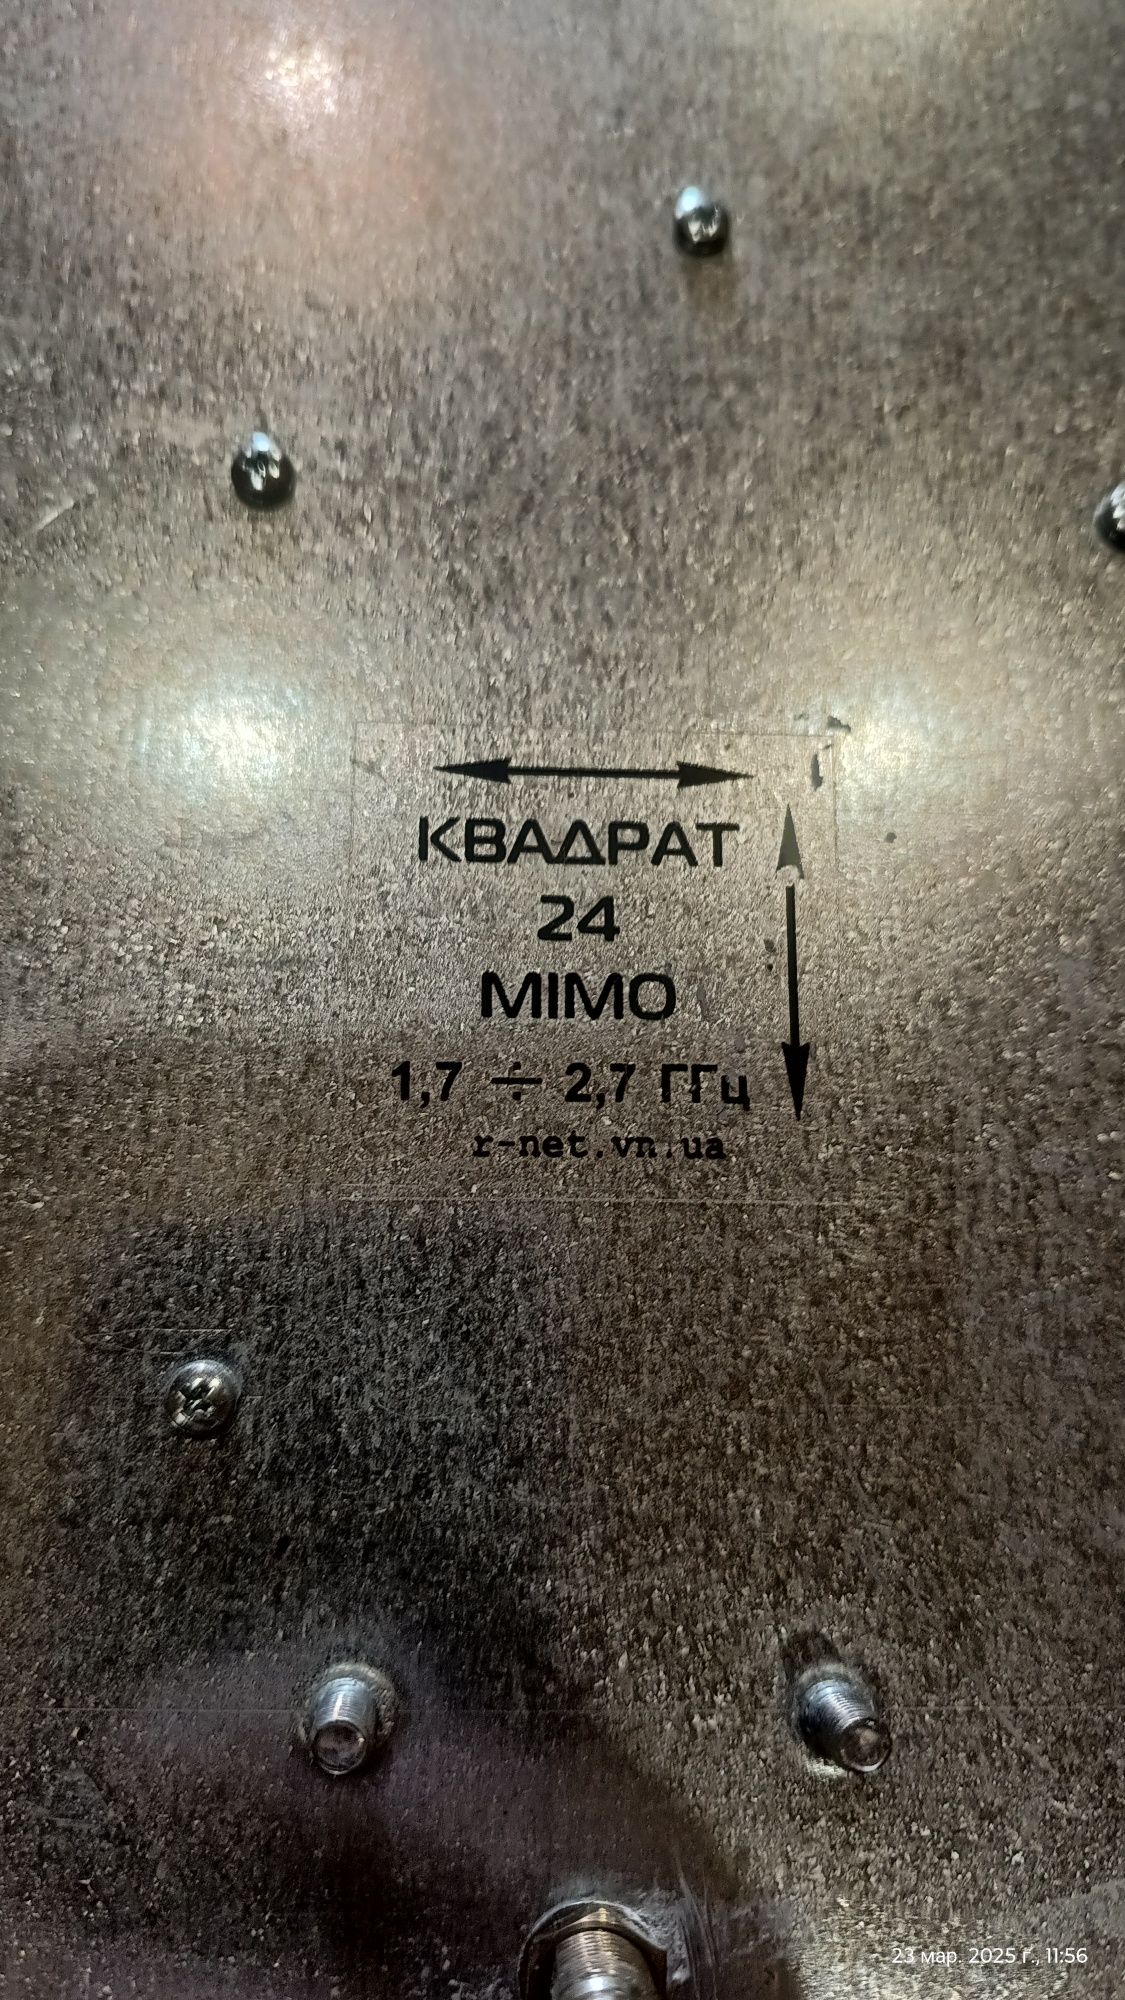 КВАДРАТ
24
MIMO
1,7 ÷ 2,7 ГГц
r-net.vn.ua
23 мар. 2025 г., 11:56